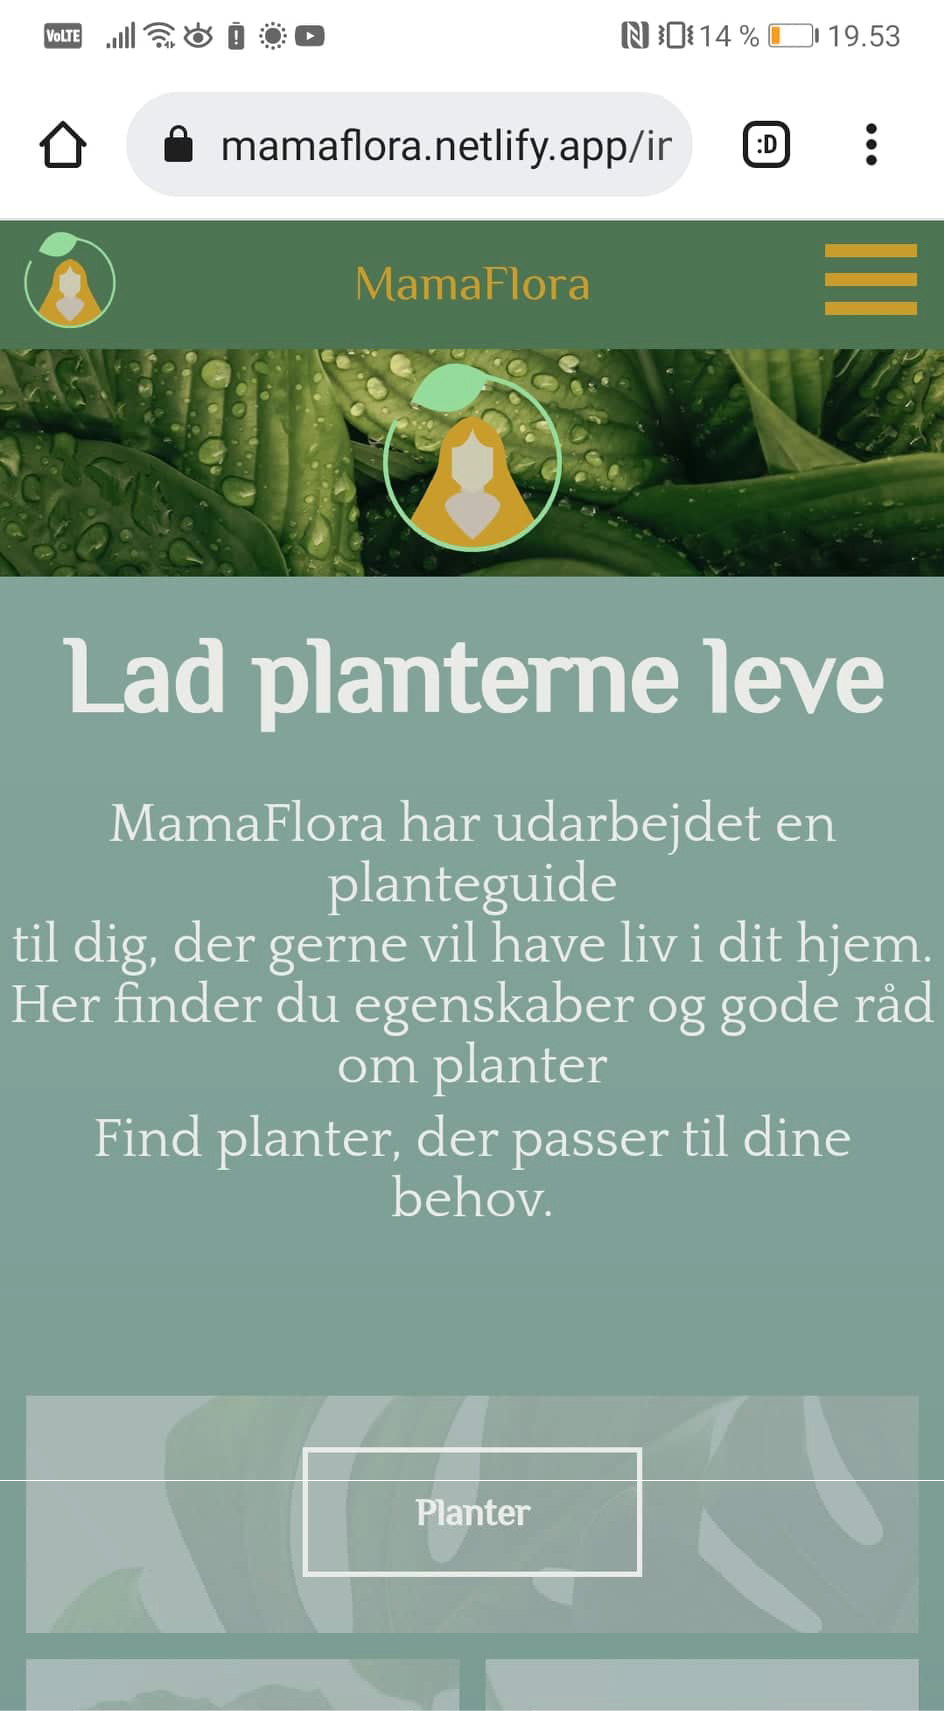 VoLTE 14 % 19.53
mamaflora.netlify.app/ir :D
MamaFlora
Lad planterne leve
MamaFlora har udarbejdet en
planteguide
til dig, der gerne vil have liv i dit hjem.
Her finder du egenskaber og gode råd
om planter
Find planter, der passer til dine
behov.
Planter